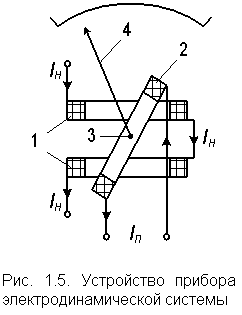 4
2
Iн
1
3
Iн
Iн
Iп
Рис. 1.5. Устройство прибора
электродинамической системы